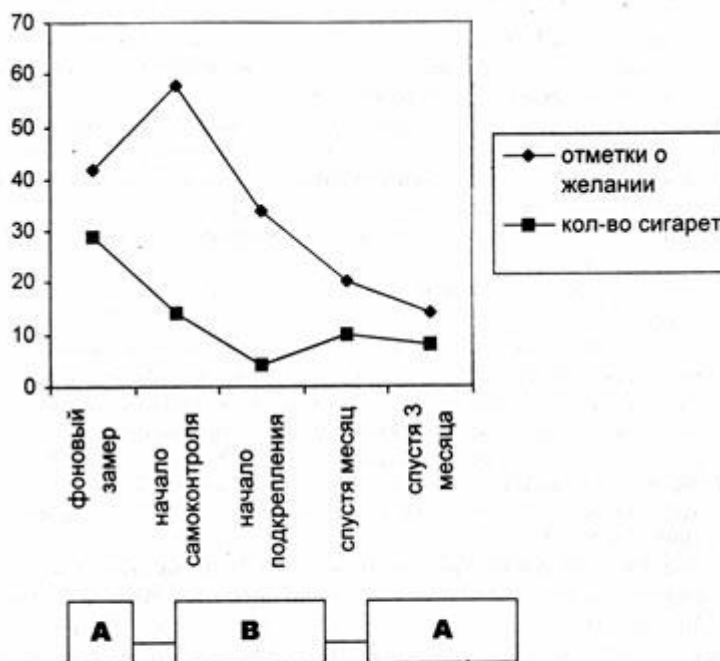 70
60
50
40
30
20
10
0
отметки о
желании
кол-во сигарет
фоновый
замер
начало
самоконтроля
начало
подкрепления
спустя месяц
спустя 3
месяца
A
B
A